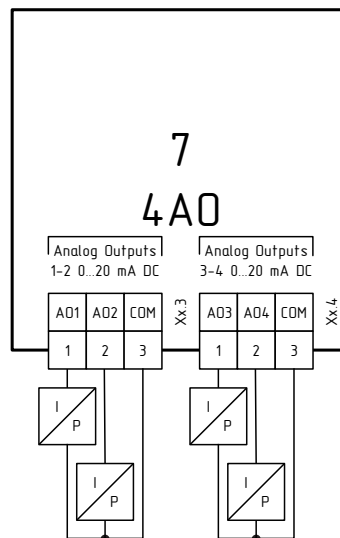 7
4AO
Analog Outputs
1-2 0...20 mA DC
Analog Outputs
3-4 0...20 mA DC
AO1 AO2 COM
Xx.3
AO3 AO4 COM
Xx.4
1 2 3
1 2 3
I
P
I
P
I
P
I
P